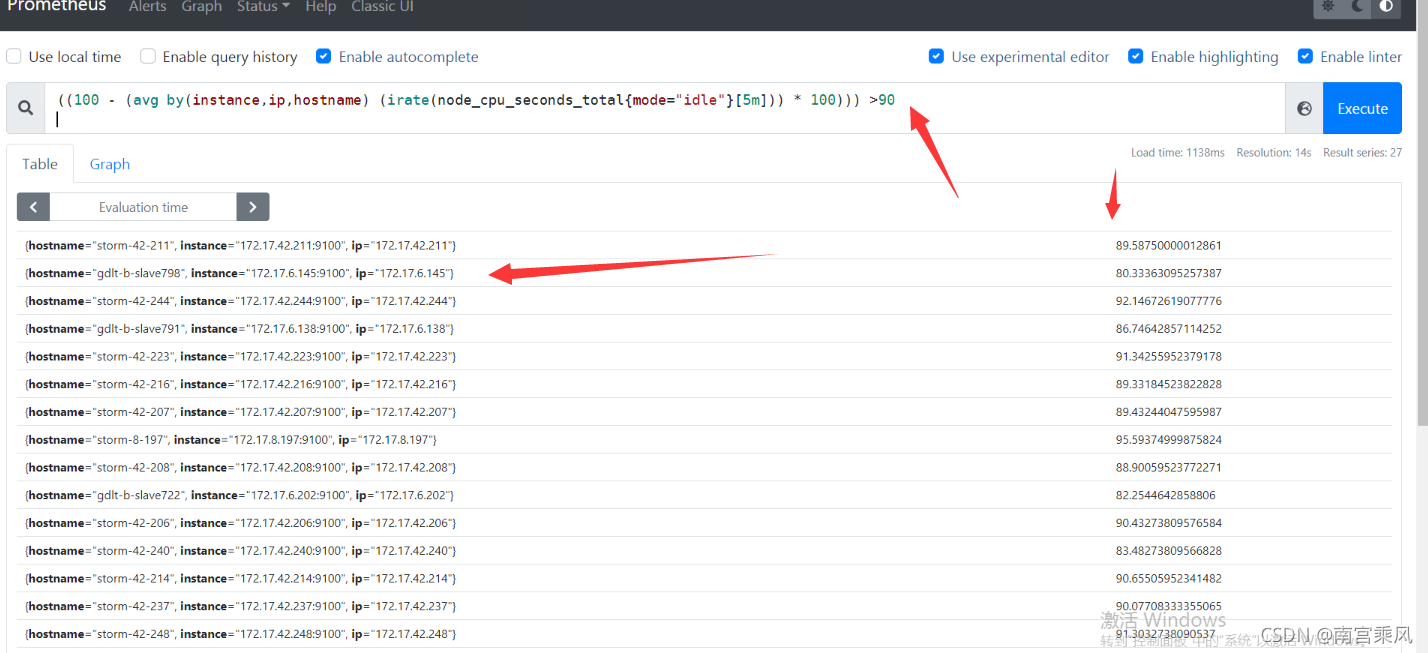 Prometheus Alerts Graph Status Help Classic UI
Use local time Enable query history Enable autocomplete Use experimental editor Enable highlighting Enable linter
((100 - (avg by(instance,ip,hostname) (irate(node_cpu_seconds_total{mode="idle"}[5m])) * 100))) >90
Execute
Table Graph Load time: 1138ms Resolution: 14s Result series: 27
Evaluation time
{hostname="storm-42-211", instance="172.17.42.211:9100", ip="172.17.42.211"} 89.58750000012861
{hostname="gdlt-b-slave798", instance="172.17.6.145:9100", ip="172.17.6.145"} 80.33363095257387
{hostname="storm-42-244", instance="172.17.42.244:9100", ip="172.17.42.244"} 92.14672619077776
{hostname="gdlt-b-slave791", instance="172.17.6.138:9100", ip="172.17.6.138"} 86.74642857114252
{hostname="storm-42-223", instance="172.17.42.223:9100", ip="172.17.42.223"} 91.34255952379178
{hostname="storm-42-216", instance="172.17.42.216:9100", ip="172.17.42.216"} 89.33184523822828
{hostname="storm-42-207", instance="172.17.42.207:9100", ip="172.17.42.207"} 89.43244047595987
{hostname="storm-8-197", instance="172.17.8.197:9100", ip="172.17.8.197"} 95.59374999875824
{hostname="storm-42-208", instance="172.17.42.208:9100", ip="172.17.42.208"} 88.90059523772271
{hostname="gdlt-b-slave722", instance="172.17.6.202:9100", ip="172.17.6.202"} 82.2544642858806
{hostname="storm-42-206", instance="172.17.42.206:9100", ip="172.17.42.206"} 90.43273809576584
{hostname="storm-42-240", instance="172.17.42.240:9100", ip="172.17.42.240"} 83.48273809566828
{hostname="storm-42-214", instance="172.17.42.214:9100", ip="172.17.42.214"} 90.65505952341482
{hostname="storm-42-237", instance="172.17.42.237:9100", ip="172.17.42.237"} 90.07708333355065
激活 Windows
{hostname="storm-42-248", instance="172.17.42.248:9100", ip="172.17.42.248"} 91.3032738090537
转到"控制面板"中的"系统"以激活 Windows。
CSDN @南宫乘风